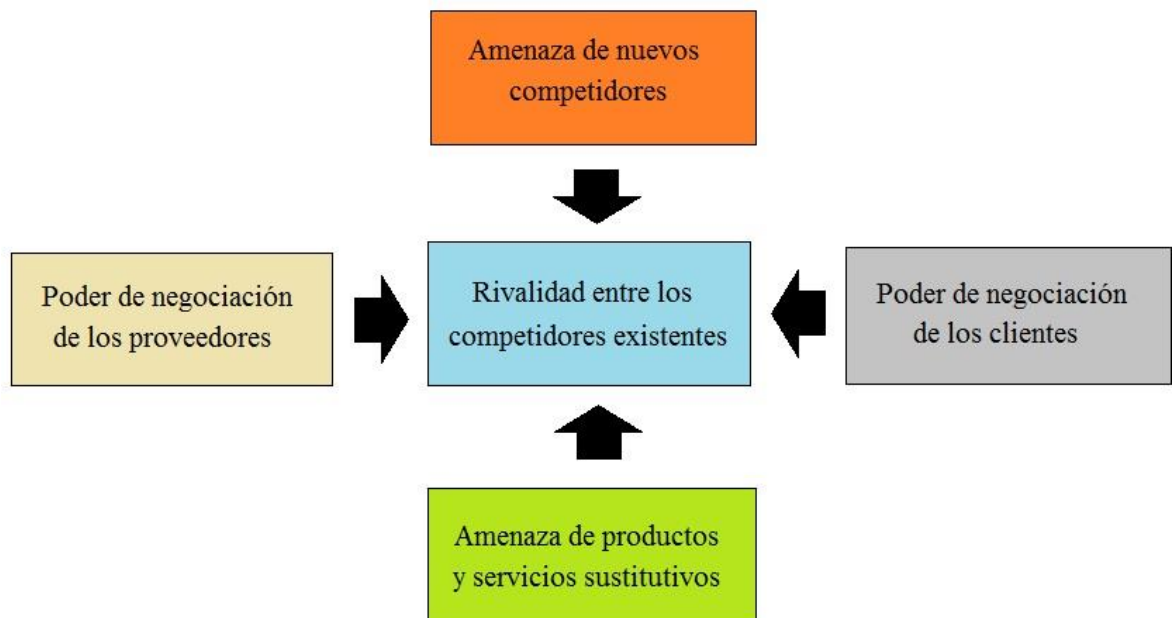 Amenaza de nuevos
competidores
Poder de negociación
de los proveedores
Rivalidad entre los
competidores existentes
Poder de negociación
de los clientes
Amenaza de productos
y servicios sustitutivos